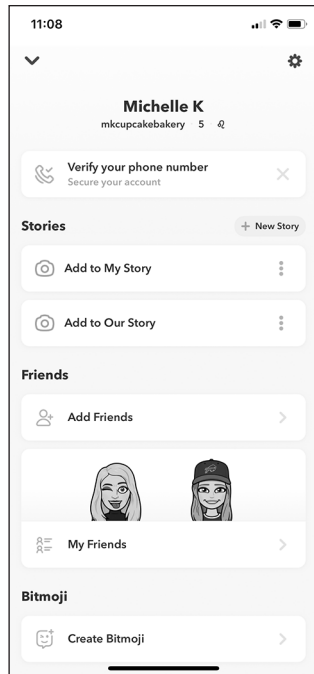 11:08
Michelle K
mkcupcakebakery 5 ♌
Verify your phone number
Secure your account
Stories
+ New Story
Add to My Story
Add to Our Story
Friends
Add Friends
My Friends
Bitmoji
Create Bitmoji